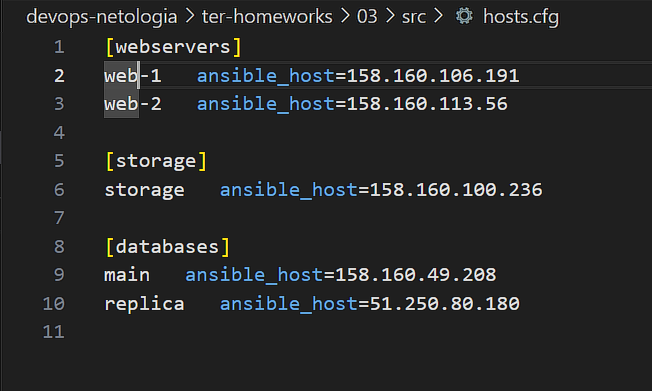 devops-netologia > ter-homeworks > 03 > src > hosts.cfg
1 [webservers]
2 web-1 ansible_host=158.160.106.191
3 web-2 ansible_host=158.160.113.56
4
5 [storage]
6 storage ansible_host=158.160.100.236
7
8 [databases]
9 main ansible_host=158.160.49.208
10 replica ansible_host=51.250.80.180
11